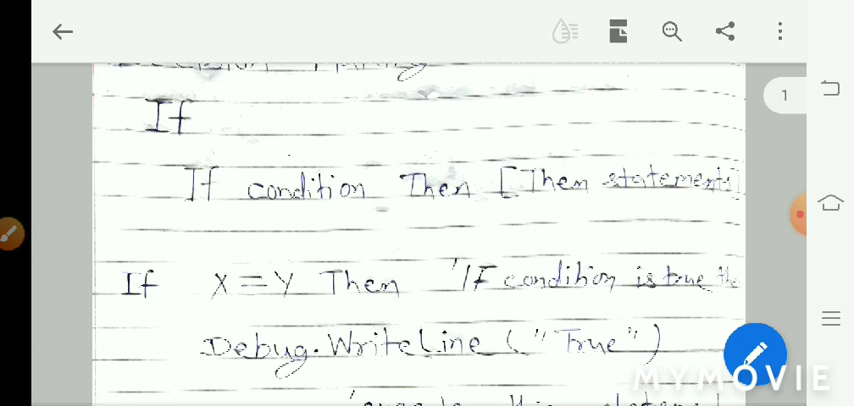 1
If
If condition Then [Then statements]
If X = Y Then 'IF condition is true the
Debug.WriteLine ("True")
MYMOVIE